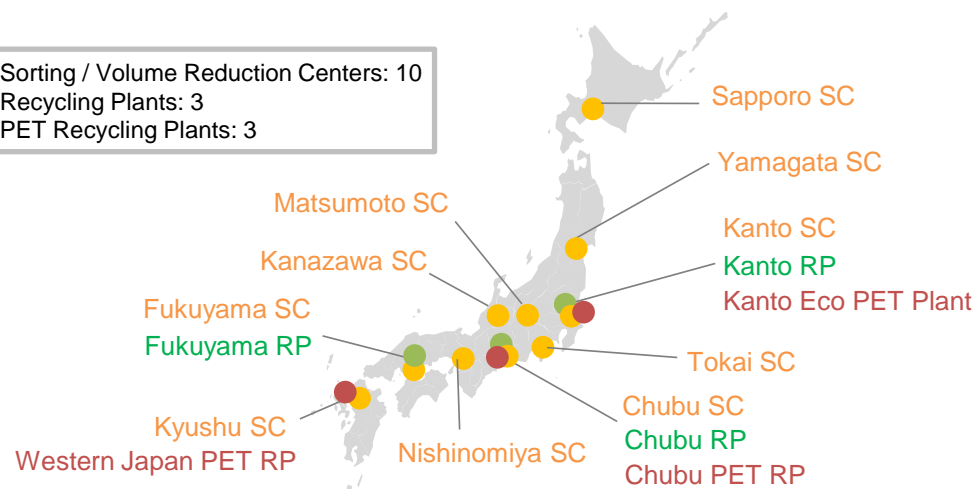 Sorting / Volume Reduction Centers: 10
Recycling Plants: 3
PET Recycling Plants: 3
Sapporo SC
Yamagata SC
Matsumoto SC
Kanto SC
Kanto RP
Kanto Eco PET Plant
Kanazawa SC
Fukuyama SC
Fukuyama RP
Tokai SC
Chubu SC
Chubu RP
Chubu PET RP
Kyushu SC
Western Japan PET RP
Nishinomiya SC